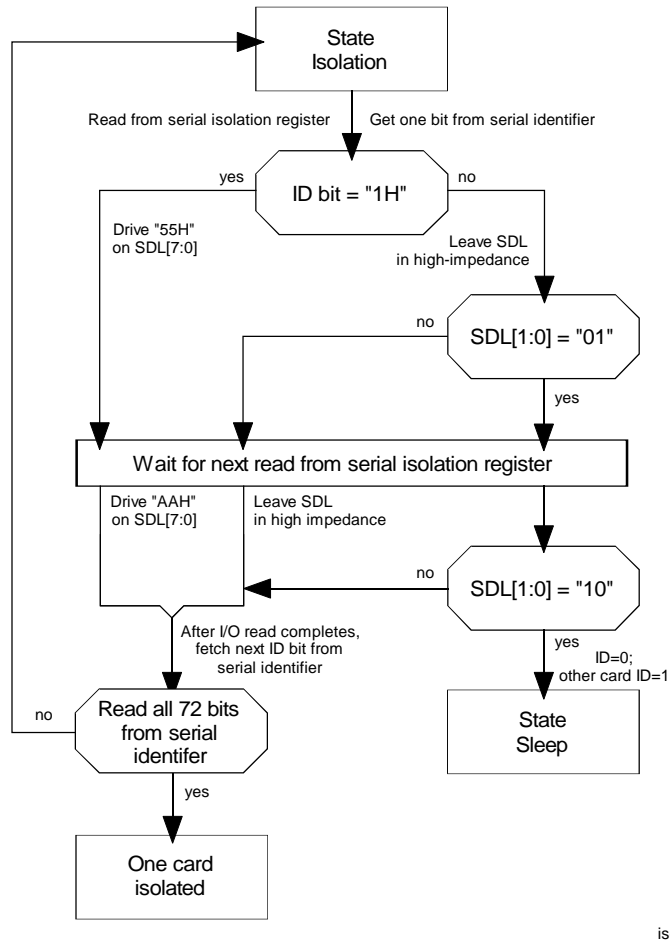 State
Isolation
Read from serial isolation register
Get one bit from serial identifier
yes
ID bit = "1H"
no
Drive "55H"
on SDL[7:0]
Leave SDL
in high-impedance
no
SDL[1:0] = "01"
yes
Wait for next read from serial isolation register
Drive "AAH"
on SDL[7:0]
Leave SDL
in high impedance
no
SDL[1:0] = "10"
yes
After I/O read completes,
fetch next ID bit from
serial identifier
ID=0;
other card ID=1
no
Read all 72 bits
from serial
identifer
State
Sleep
yes
One card
isolated
is